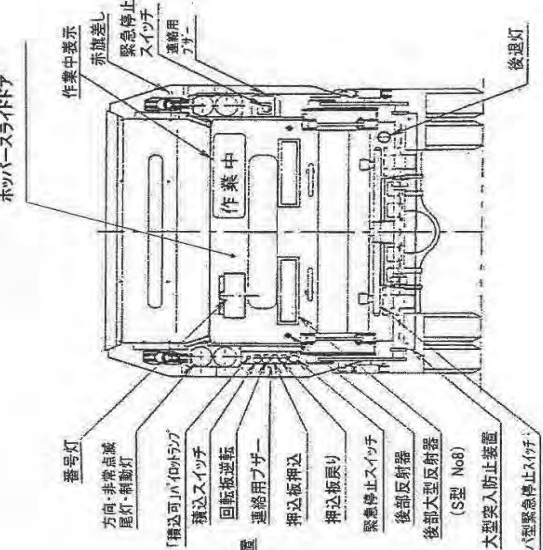 ホッパースライドドア
作業中表示
赤旗差し
緊急停止
スイッチ
連絡用
ブザー
後退灯
作業中
番号灯
方向・非常点滅
尾灯・制動灯
「積込可」パイロットランプ
積込スイッチ
回転板逆転
連絡用ブザー
押込板押込
押込板戻り
緊急停止スイッチ
後部反射器
後部大型反射器
(S型 No8)
大型突入防止装置
パ型緊急停止スイッチ
置